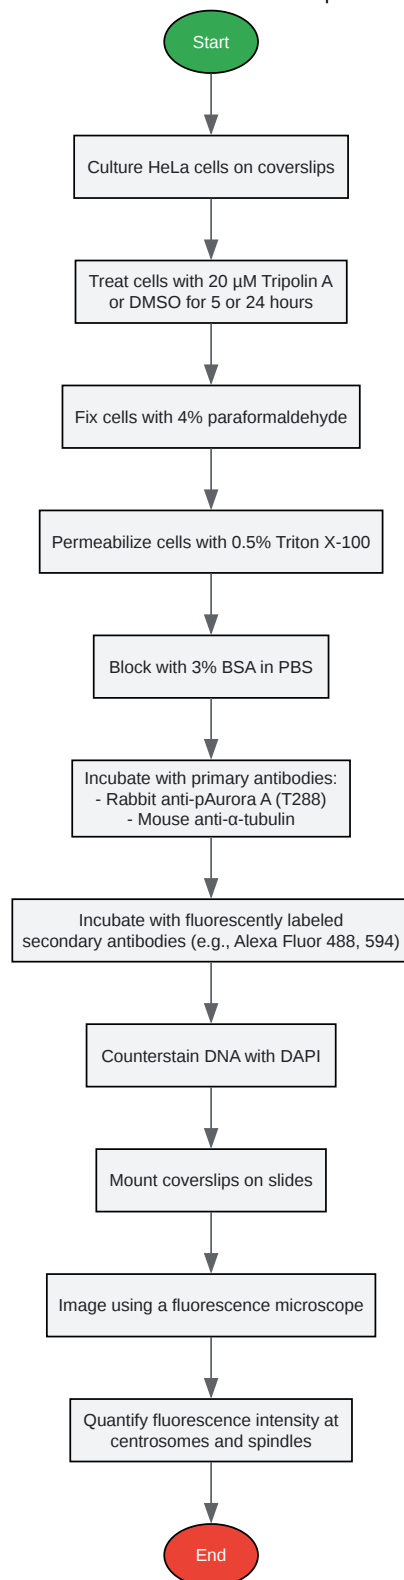 Start
Culture HeLa cells on coverslips
Treat cells with 20 µM Tripolin A
or DMSO for 5 or 24 hours
Fix cells with 4% paraformaldehyde
Permeabilize cells with 0.5% Triton X-100
Block with 3% BSA in PBS
Incubate with primary antibodies:
- Rabbit anti-pAurora A (T288)
- Mouse anti-α-tubulin
Incubate with fluorescently labeled
secondary antibodies (e.g., Alexa Fluor 488, 594)
Counterstain DNA with DAPI
Mount coverslips on slides
Image using a fluorescence microscope
Quantify fluorescence intensity at
centrosomes and spindles
End